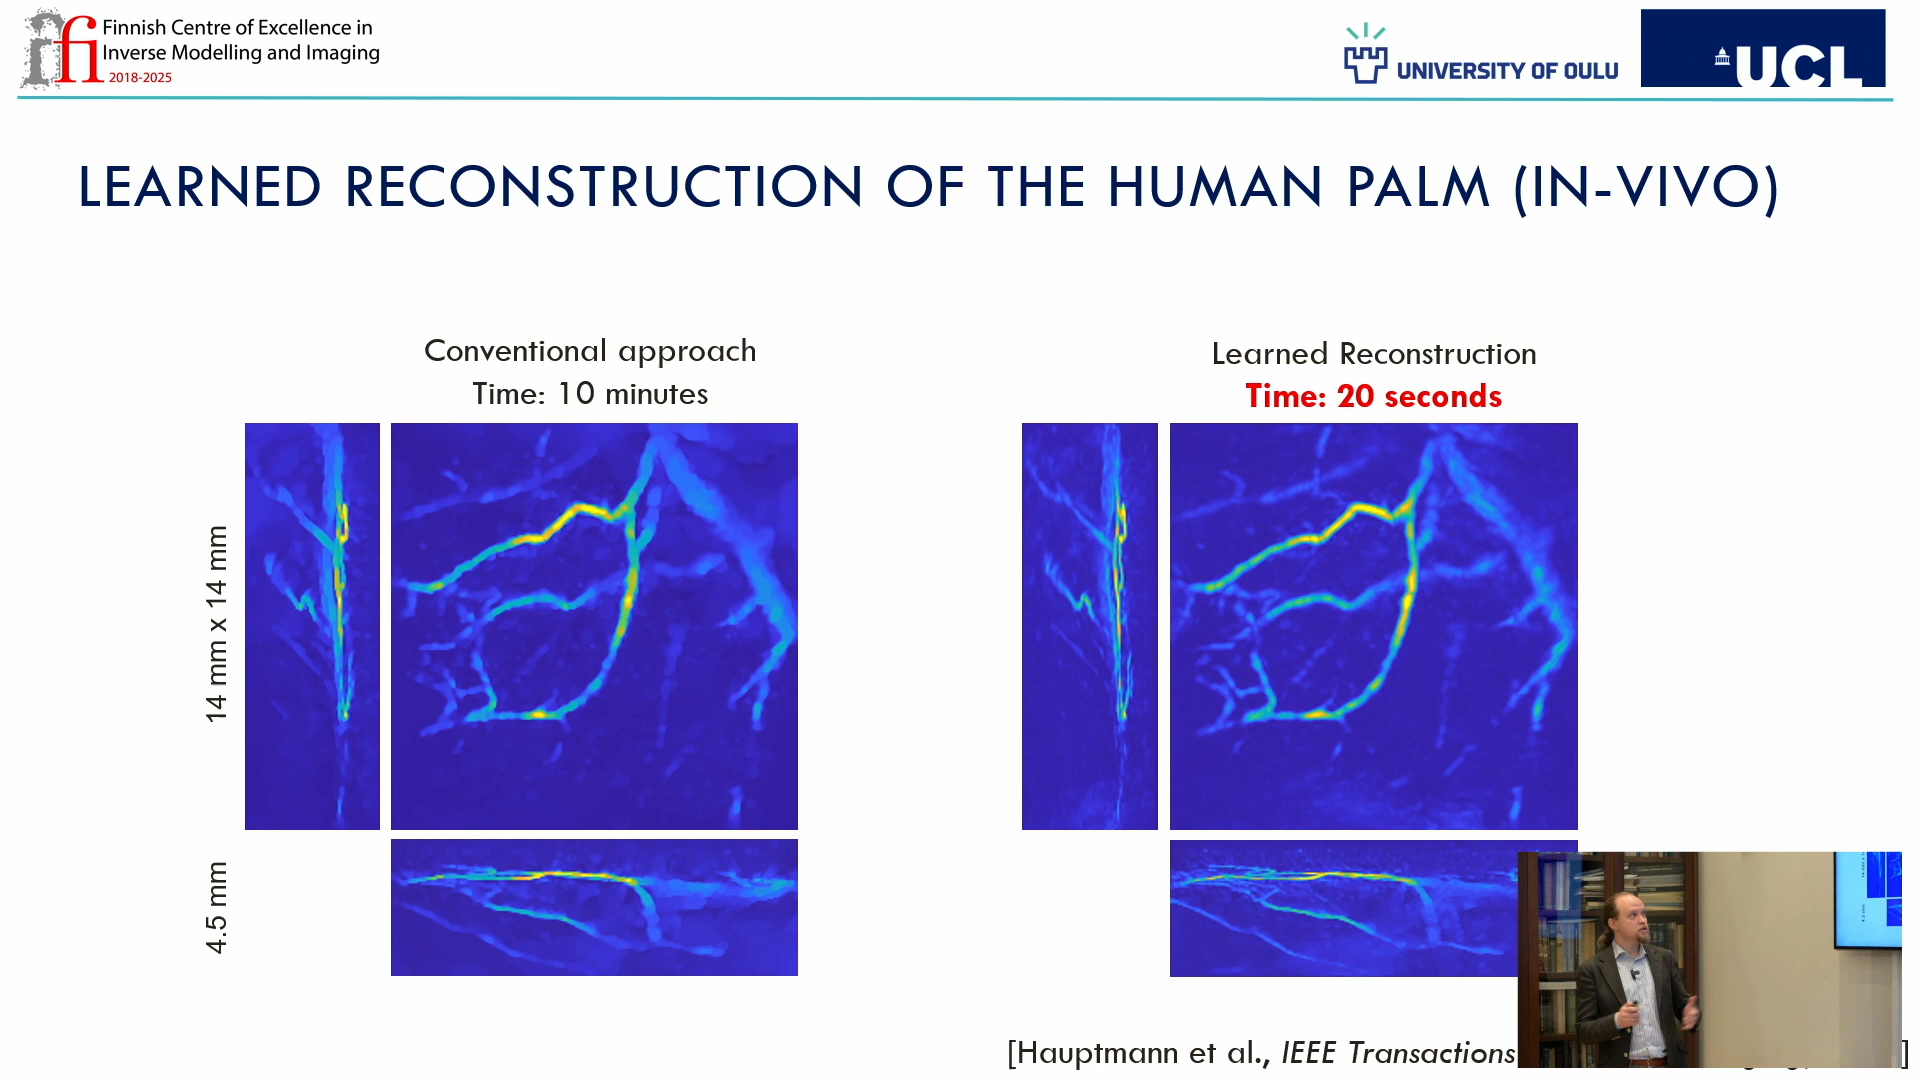 Finnish Centre of Excellence in
Inverse Modelling and Imaging
2018-2025
fi
UNIVERSITY OF OULU
UCL
LEARNED RECONSTRUCTION OF THE HUMAN PALM (IN-VIVO)
Conventional approach
Time: 10 minutes
Learned Reconstruction
Time: 20 seconds
14 mm x 14 mm
4.5 mm
[Hauptmann et al., IEEE Transactions
]